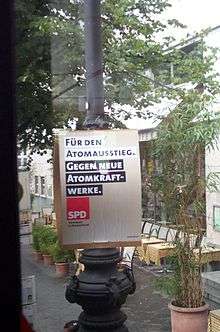 FÜR DEN
ATOMAUSSTIEG.
GEGEN NEUE
ATOMKRAFT-
WERKE.
SPD